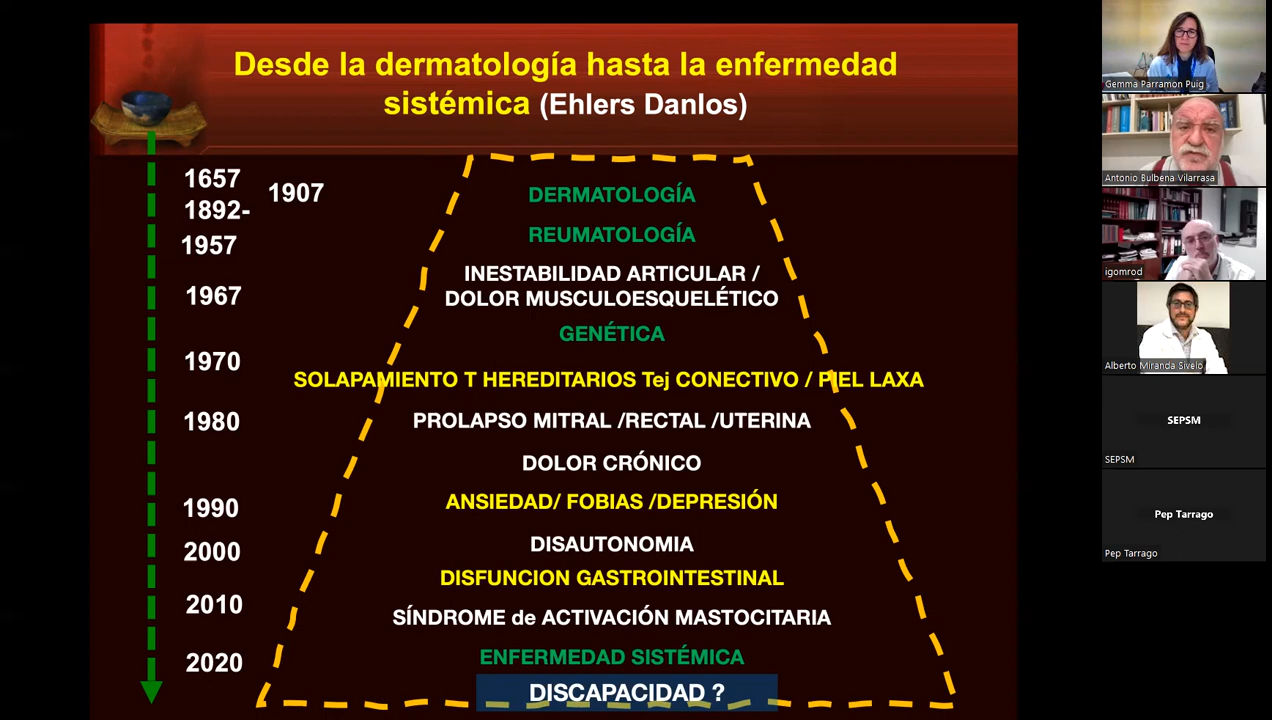 Desde la dermatología hasta la enfermedad
sistémica (Ehlers Danlos)
1657
1907
1892-
1957
1967
1970
1980
1990
2000
2010
2020
DERMATOLOGÍA
REUMATOLOGÍA
INESTABILIDAD ARTICULAR /
DOLOR MUSCULOESQUELÉTICO
GENÉTICA
SOLAPAMIENTO T HEREDITARIOS Tej CONECTIVO / PIEL LAXA
PROLAPSO MITRAL /RECTAL /UTERINA
DOLOR CRÓNICO
ANSIEDAD/ FOBIAS /DEPRESIÓN
DISAUTONOMIA
DISFUNCION GASTROINTESTINAL
SÍNDROME de ACTIVACIÓN MASTOCITARIA
ENFERMEDAD SISTÉMICA
DISCAPACIDAD ?
Gemma Parramon Puig
Antonio Bulbena Vilarrasa
igomrod
Alberto Miranda Sivelo
SEPSM
SEPSM
Pep Tarrago
Pep Tarrago